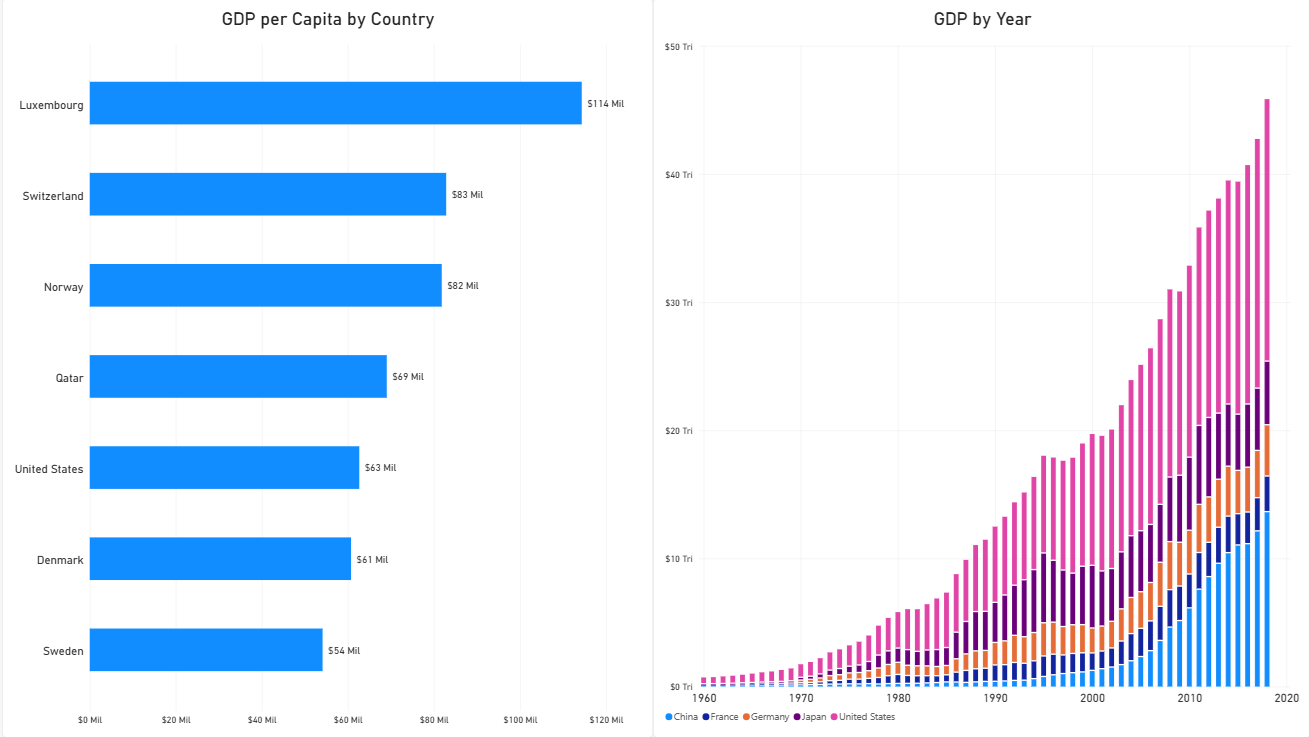 GDP per Capita by Country
Luxembourg
$114 Mil
Switzerland
$83 Mil
Norway
$82 Mil
Qatar
$69 Mil
United States
$63 Mil
Denmark
$61 Mil
Sweden
$54 Mil
$0 Mil
$20 Mil
$40 Mil
$60 Mil
$80 Mil
$100 Mil
$120 Mil
GDP by Year
$50 Tri
$40 Tri
$30 Tri
$20 Tri
$10 Tri
$0 Tri
1960
1970
1980
1990
2000
2010
2020
China
France
Germany
Japan
United States